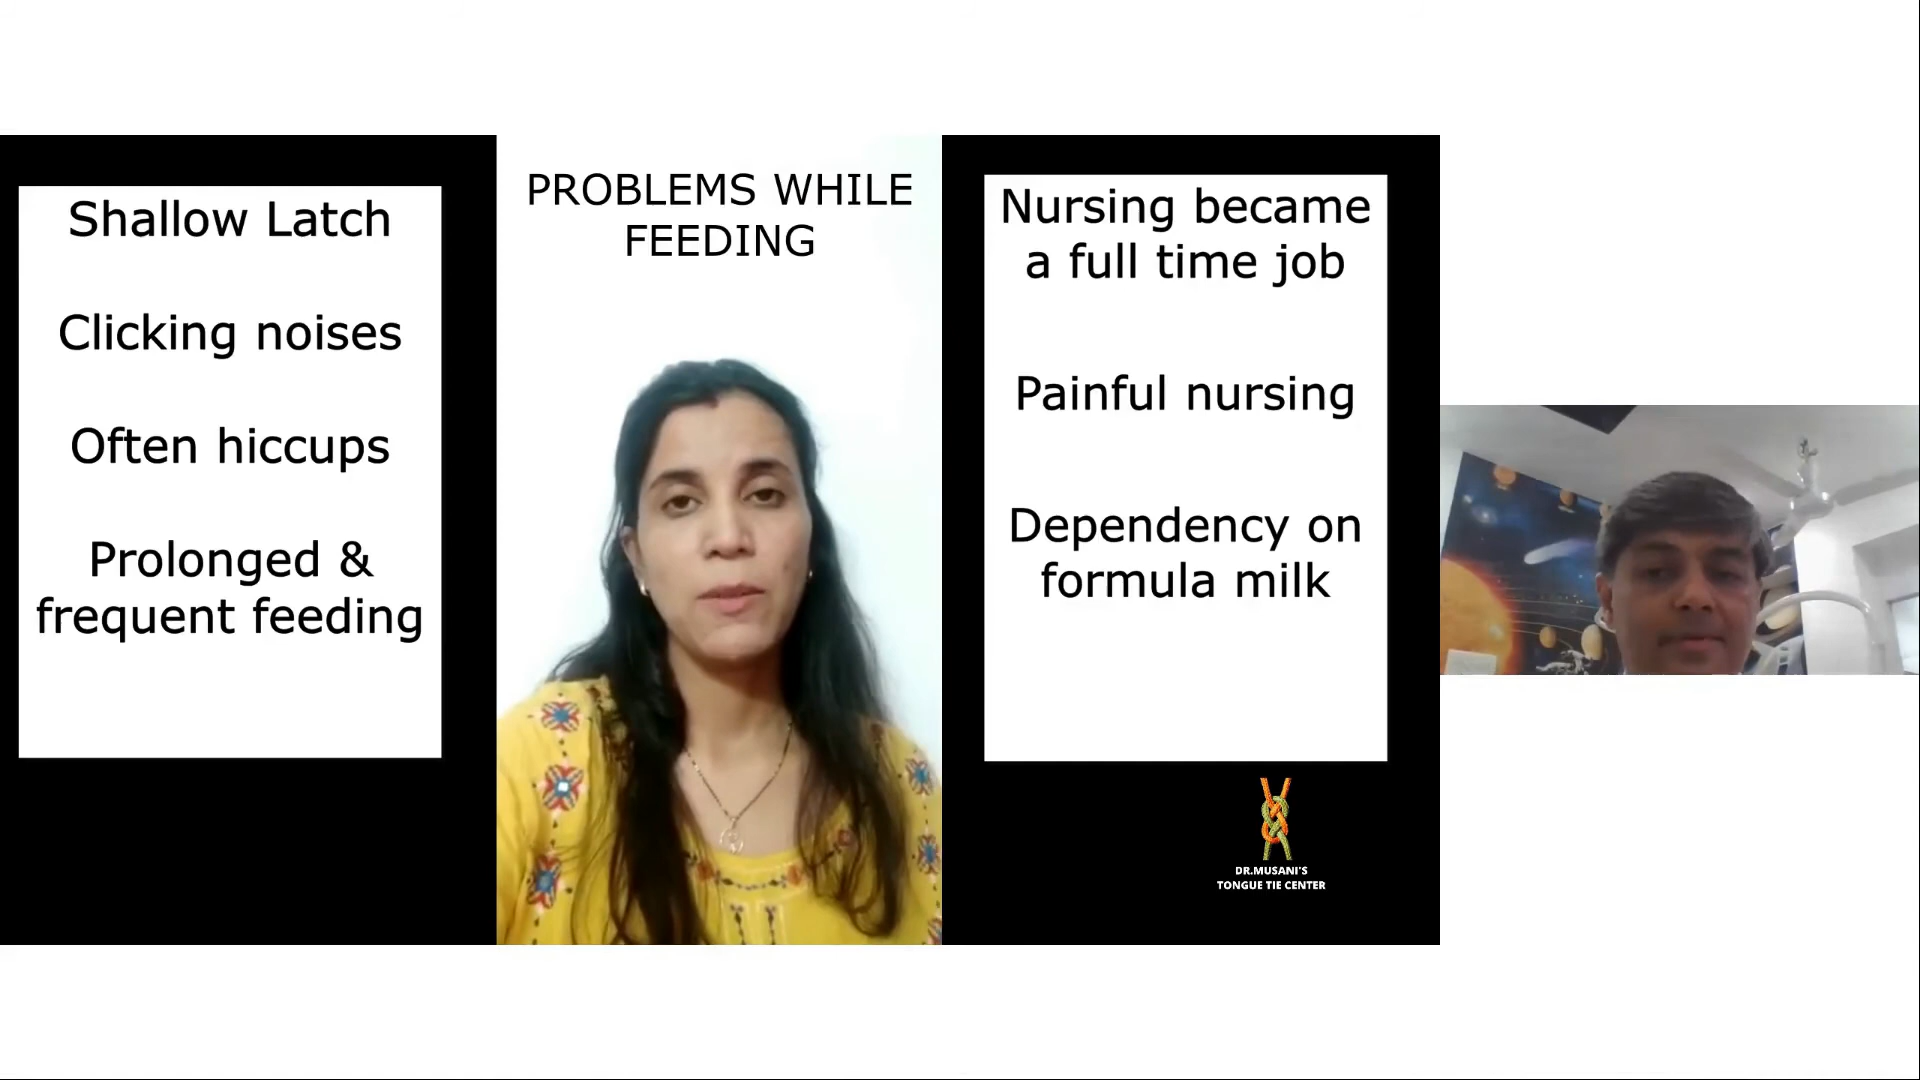 Shallow Latch
Clicking noises
Often hiccups
Prolonged &
frequent feeding
PROBLEMS WHILE
FEEDING
Nursing became
a full time job
Painful nursing
Dependency on
formula milk
DR.MUSANI'S
TONGUE TIE CENTER